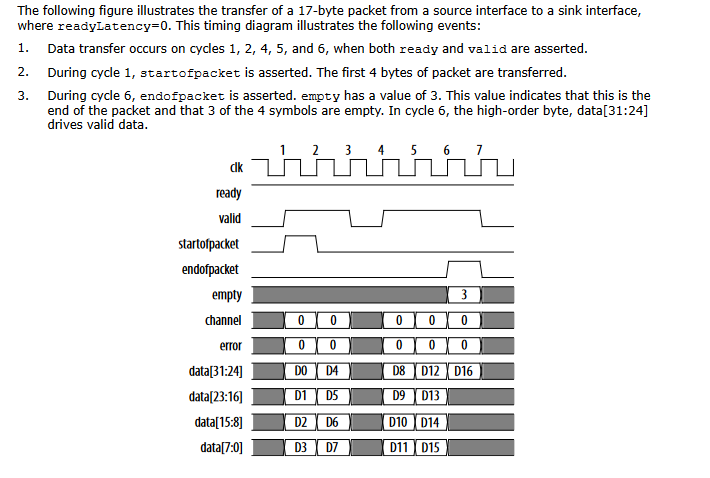 The following figure illustrates the transfer of a 17-byte packet from a source interface to a sink interface,
where readyLatency=0. This timing diagram illustrates the following events:
1. Data transfer occurs on cycles 1, 2, 4, 5, and 6, when both ready and valid are asserted.
2. During cycle 1, startofpacket is asserted. The first 4 bytes of packet are transferred.
3. During cycle 6, endofpacket is asserted. empty has a value of 3. This value indicates that this is the
end of the packet and that 3 of the 4 symbols are empty. In cycle 6, the high-order byte, data[31:24]
drives valid data.
1 2 3 4 5 6 7
clk
ready
valid
startofpacket
endofpacket
empty 3
channel 0 0 0 0 0
error 0 0 0 0 0
data[31:24] D0 D4 D8 D12 D16
data[23:16] D1 D5 D9 D13
data[15:8] D2 D6 D10 D14
data[7:0] D3 D7 D11 D15